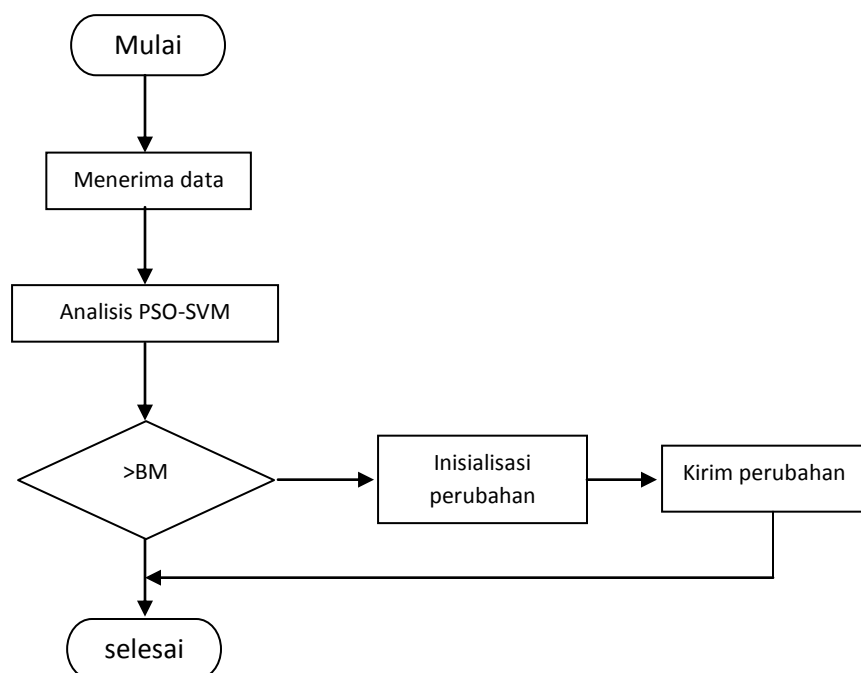 Mulai
Menerima data
Analisis PSO-SVM
>BM
Inisialisasi
perubahan
Kirim perubahan
selesai